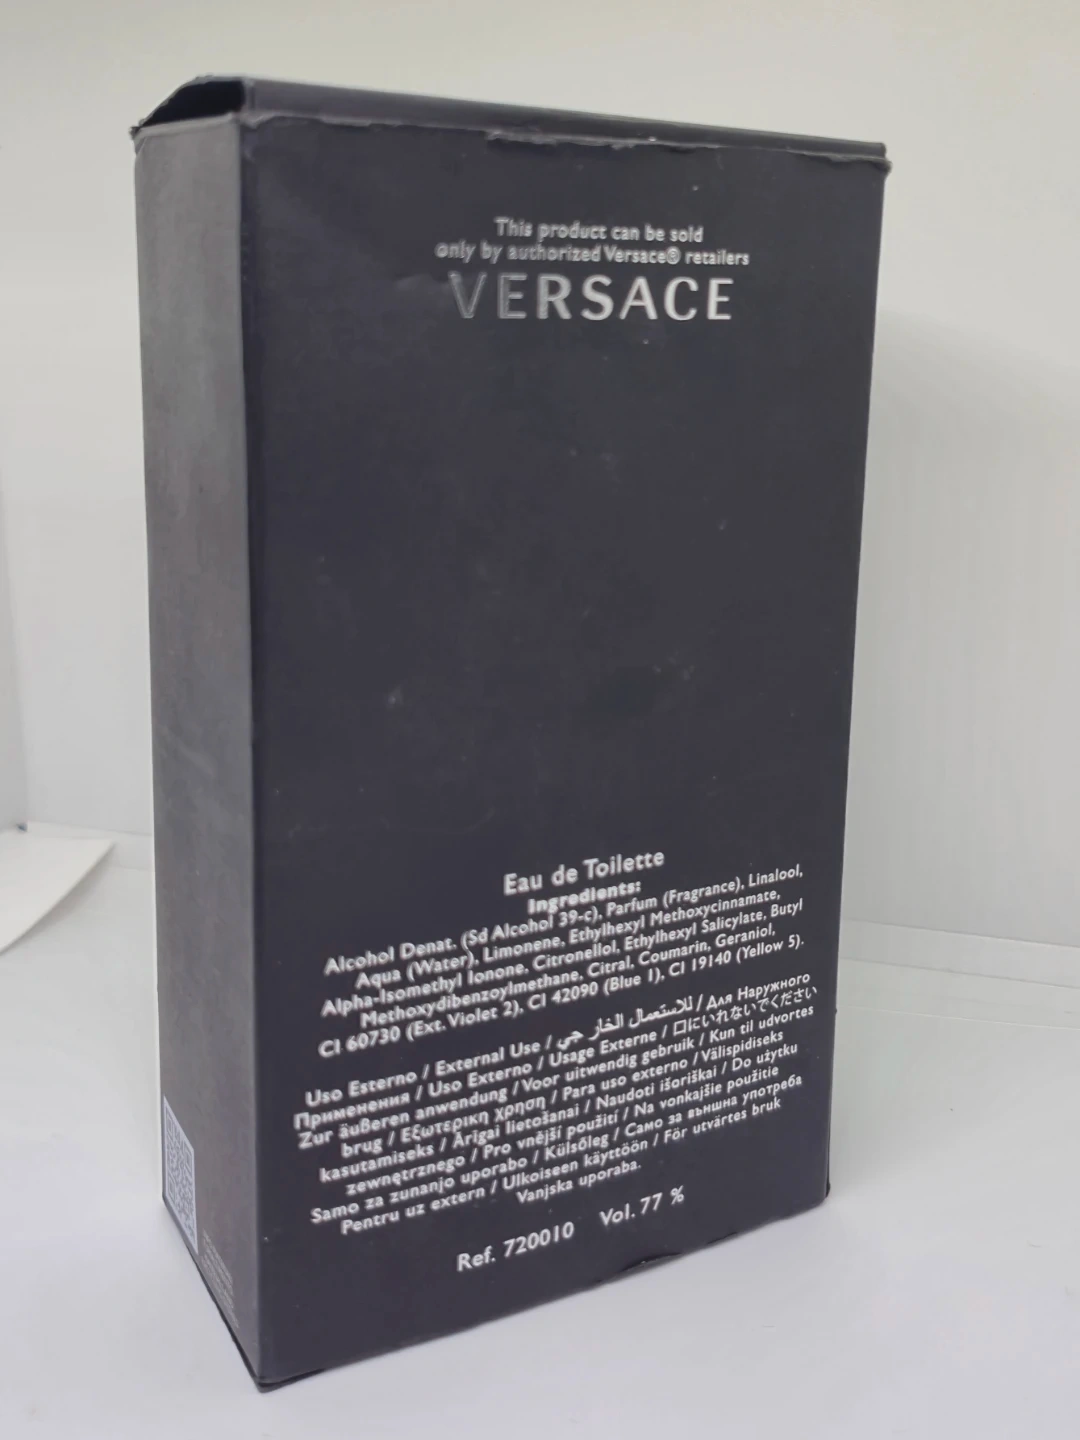 This product can be sold
only by authorized Versace® retailers
VERSACE
Eau de Toilette
Ingredients:
Alcohol Denat. (Sd Alcohol 39-c), Parfum (Fragrance), Linalool,
Aqua (Water), Limonene, Ethylhexyl Methoxycinnamate,
Alpha-Isomethyl Ionone, Citronellol, Ethylhexyl Salicylate, Butyl
Methoxydibenzoylmethane, Citral, Coumarin, Geraniol,
CI 60730 (Ext. Violet 2), CI 42090 (Blue 1), CI 19140 (Yellow 5).
Uso Esterno / External Use / للاستعمال الخار جي / Для Наружного
Применения / Uso Externo / Usage Externe / 口にいれないでください
Zur äußeren anwendung / Voor uitwendig gebruik / Kun til udvortes
brug / Εξωτερικη χρηση / Para uso externo / Välispidiseks
kasutamiseks / Ārīgai lietošanai / Naudoti išoriškai / Do użytku
zewnętrznego / Pro vnější použití / Na vonkajšie použitie
Samo za zunanjo uporabo / Külsőleg / Само за външна употреба
Pentru uz extern / Ulkoiseen käyttöön / För utvärtes bruk
Vanjska uporaba.
Ref. 720010 Vol. 77 %